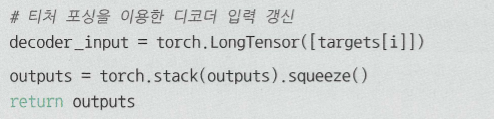 # 티처 포싱을 이용한 디코더 입력 갱신
decoder_input = torch.LongTensor([targets[i]])
outputs = torch.stack(outputs).squeeze()
return outputs